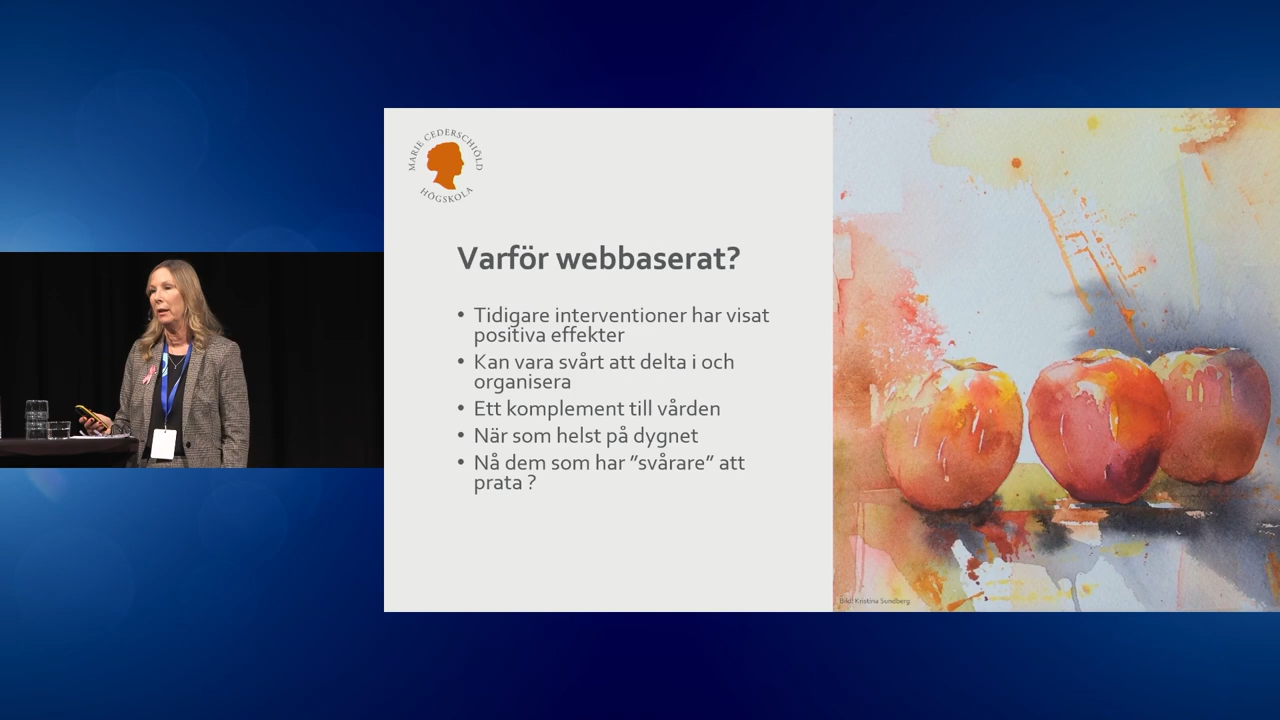 MARIE CEDERSCHIÖLD
HÖGSKOLA
Varför webbaserat?
• Tidigare interventioner har visat
positiva effekter
• Kan vara svårt att delta i och
organisera
• Ett komplement till vården
• När som helst på dygnet
• Nå dem som har ”svårare” att
prata ?
Bild: Kristina Sundberg